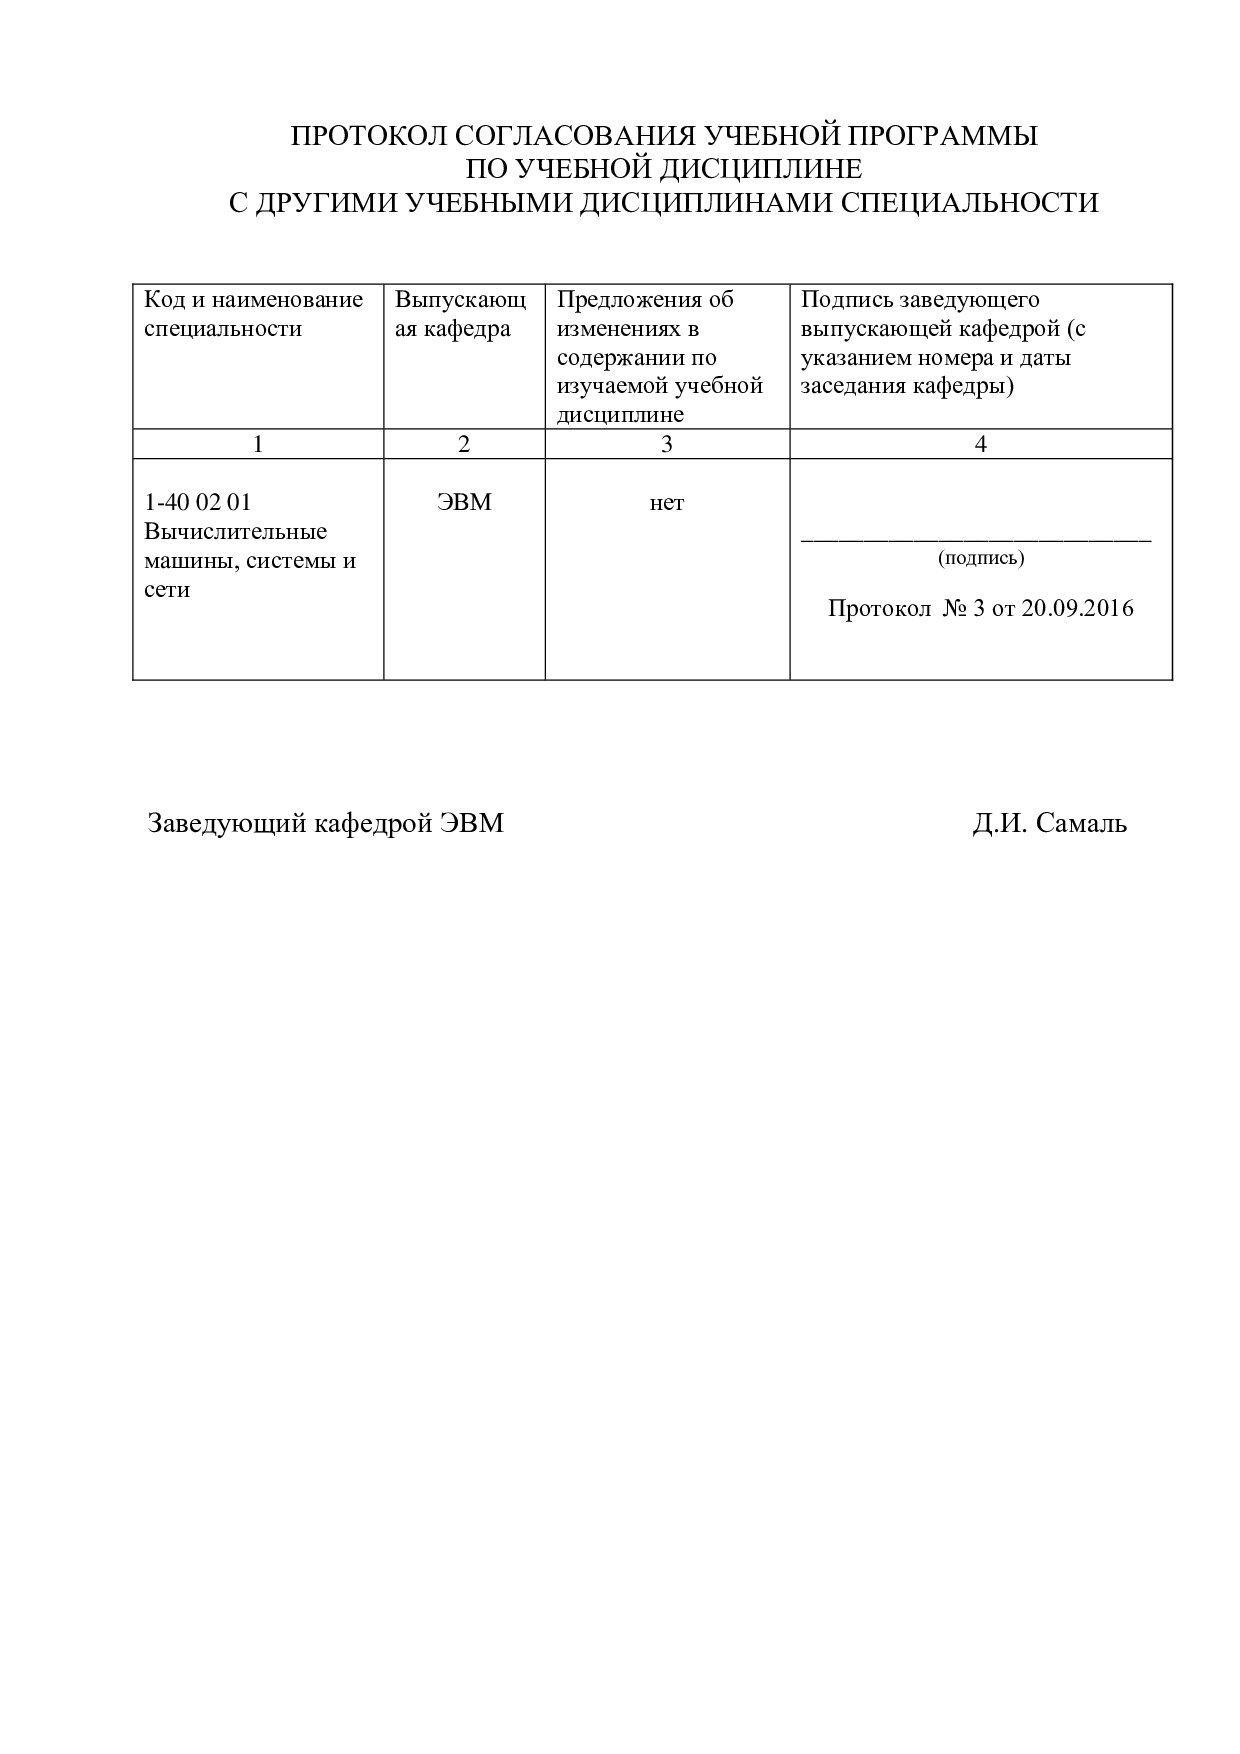 ПРОТОКОЛ СОГЛАСОВАНИЯ УЧЕБНОЙ ПРОГРАММЫ
ПО УЧЕБНОЙ ДИСЦИПЛИНЕ
С ДРУГИМИ УЧЕБНЫМИ ДИСЦИПЛИНАМИ СПЕЦИАЛЬНОСТИ
Код и наименование
специальности
Выпускающ
ая кафедра
Предложения об
изменениях в
содержании по
изучаемой учебной
дисциплине
Подпись заведующего
выпускающей кафедрой (с
указанием номера и даты
заседания кафедры)
1
2
3
4
1-40 02 01
Вычислительные
машины, системы и
сети
ЭВМ
нет
____________________________
(подпись)
Протокол № 3 от 20.09.2016
Заведующий кафедрой ЭВМ
Д.И. Самаль